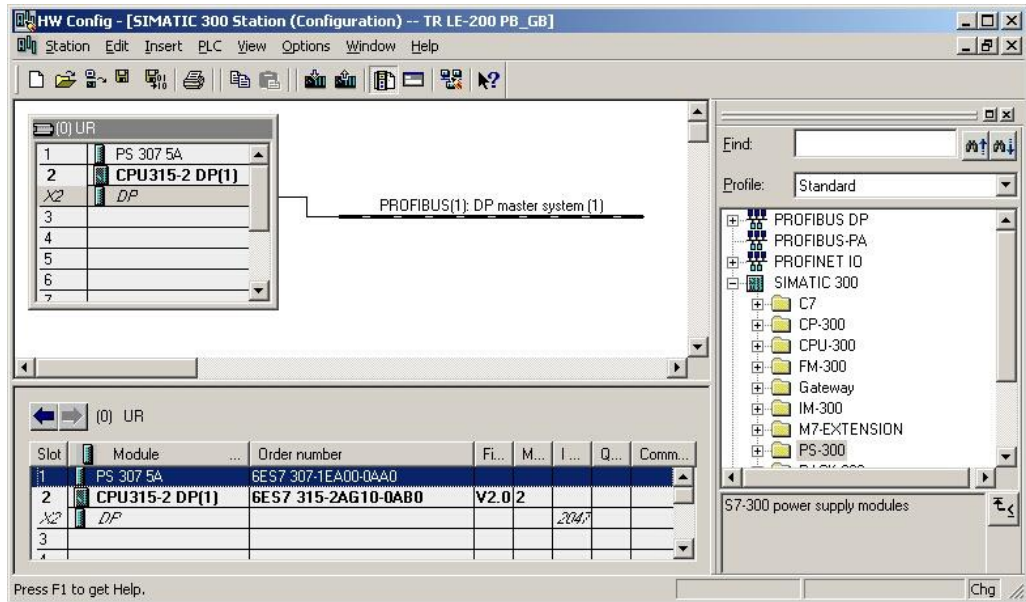 HW Config - [SIMATIC 300 Station (Configuration) -- TR LE-200 PB_GB]
Station Edit Insert PLC View Options Window Help
(0) UR
1 PS 307 5A
2 CPU315-2 DP(1)
X2 DP
3
4
5
6
7
PROFIBUS(1): DP master system (1)
Find:
Profile: Standard
PROFIBUS DP
PROFIBUS-PA
PROFINET IO
SIMATIC 300
C7
CP-300
CPU-300
FM-300
Gateway
IM-300
M7-EXTENSION
PS-300
S7-300 power supply modules
(0) UR
Slot Module ... Order number Fi... M... I ... Q... Comm...
1 PS 307 5A 6ES7 307-1EA00-0AA0
2 CPU315-2 DP(1) 6ES7 315-2AG10-0AB0 V2.0 2
X2 DP 2047
3
4
Press F1 to get Help.
Chg